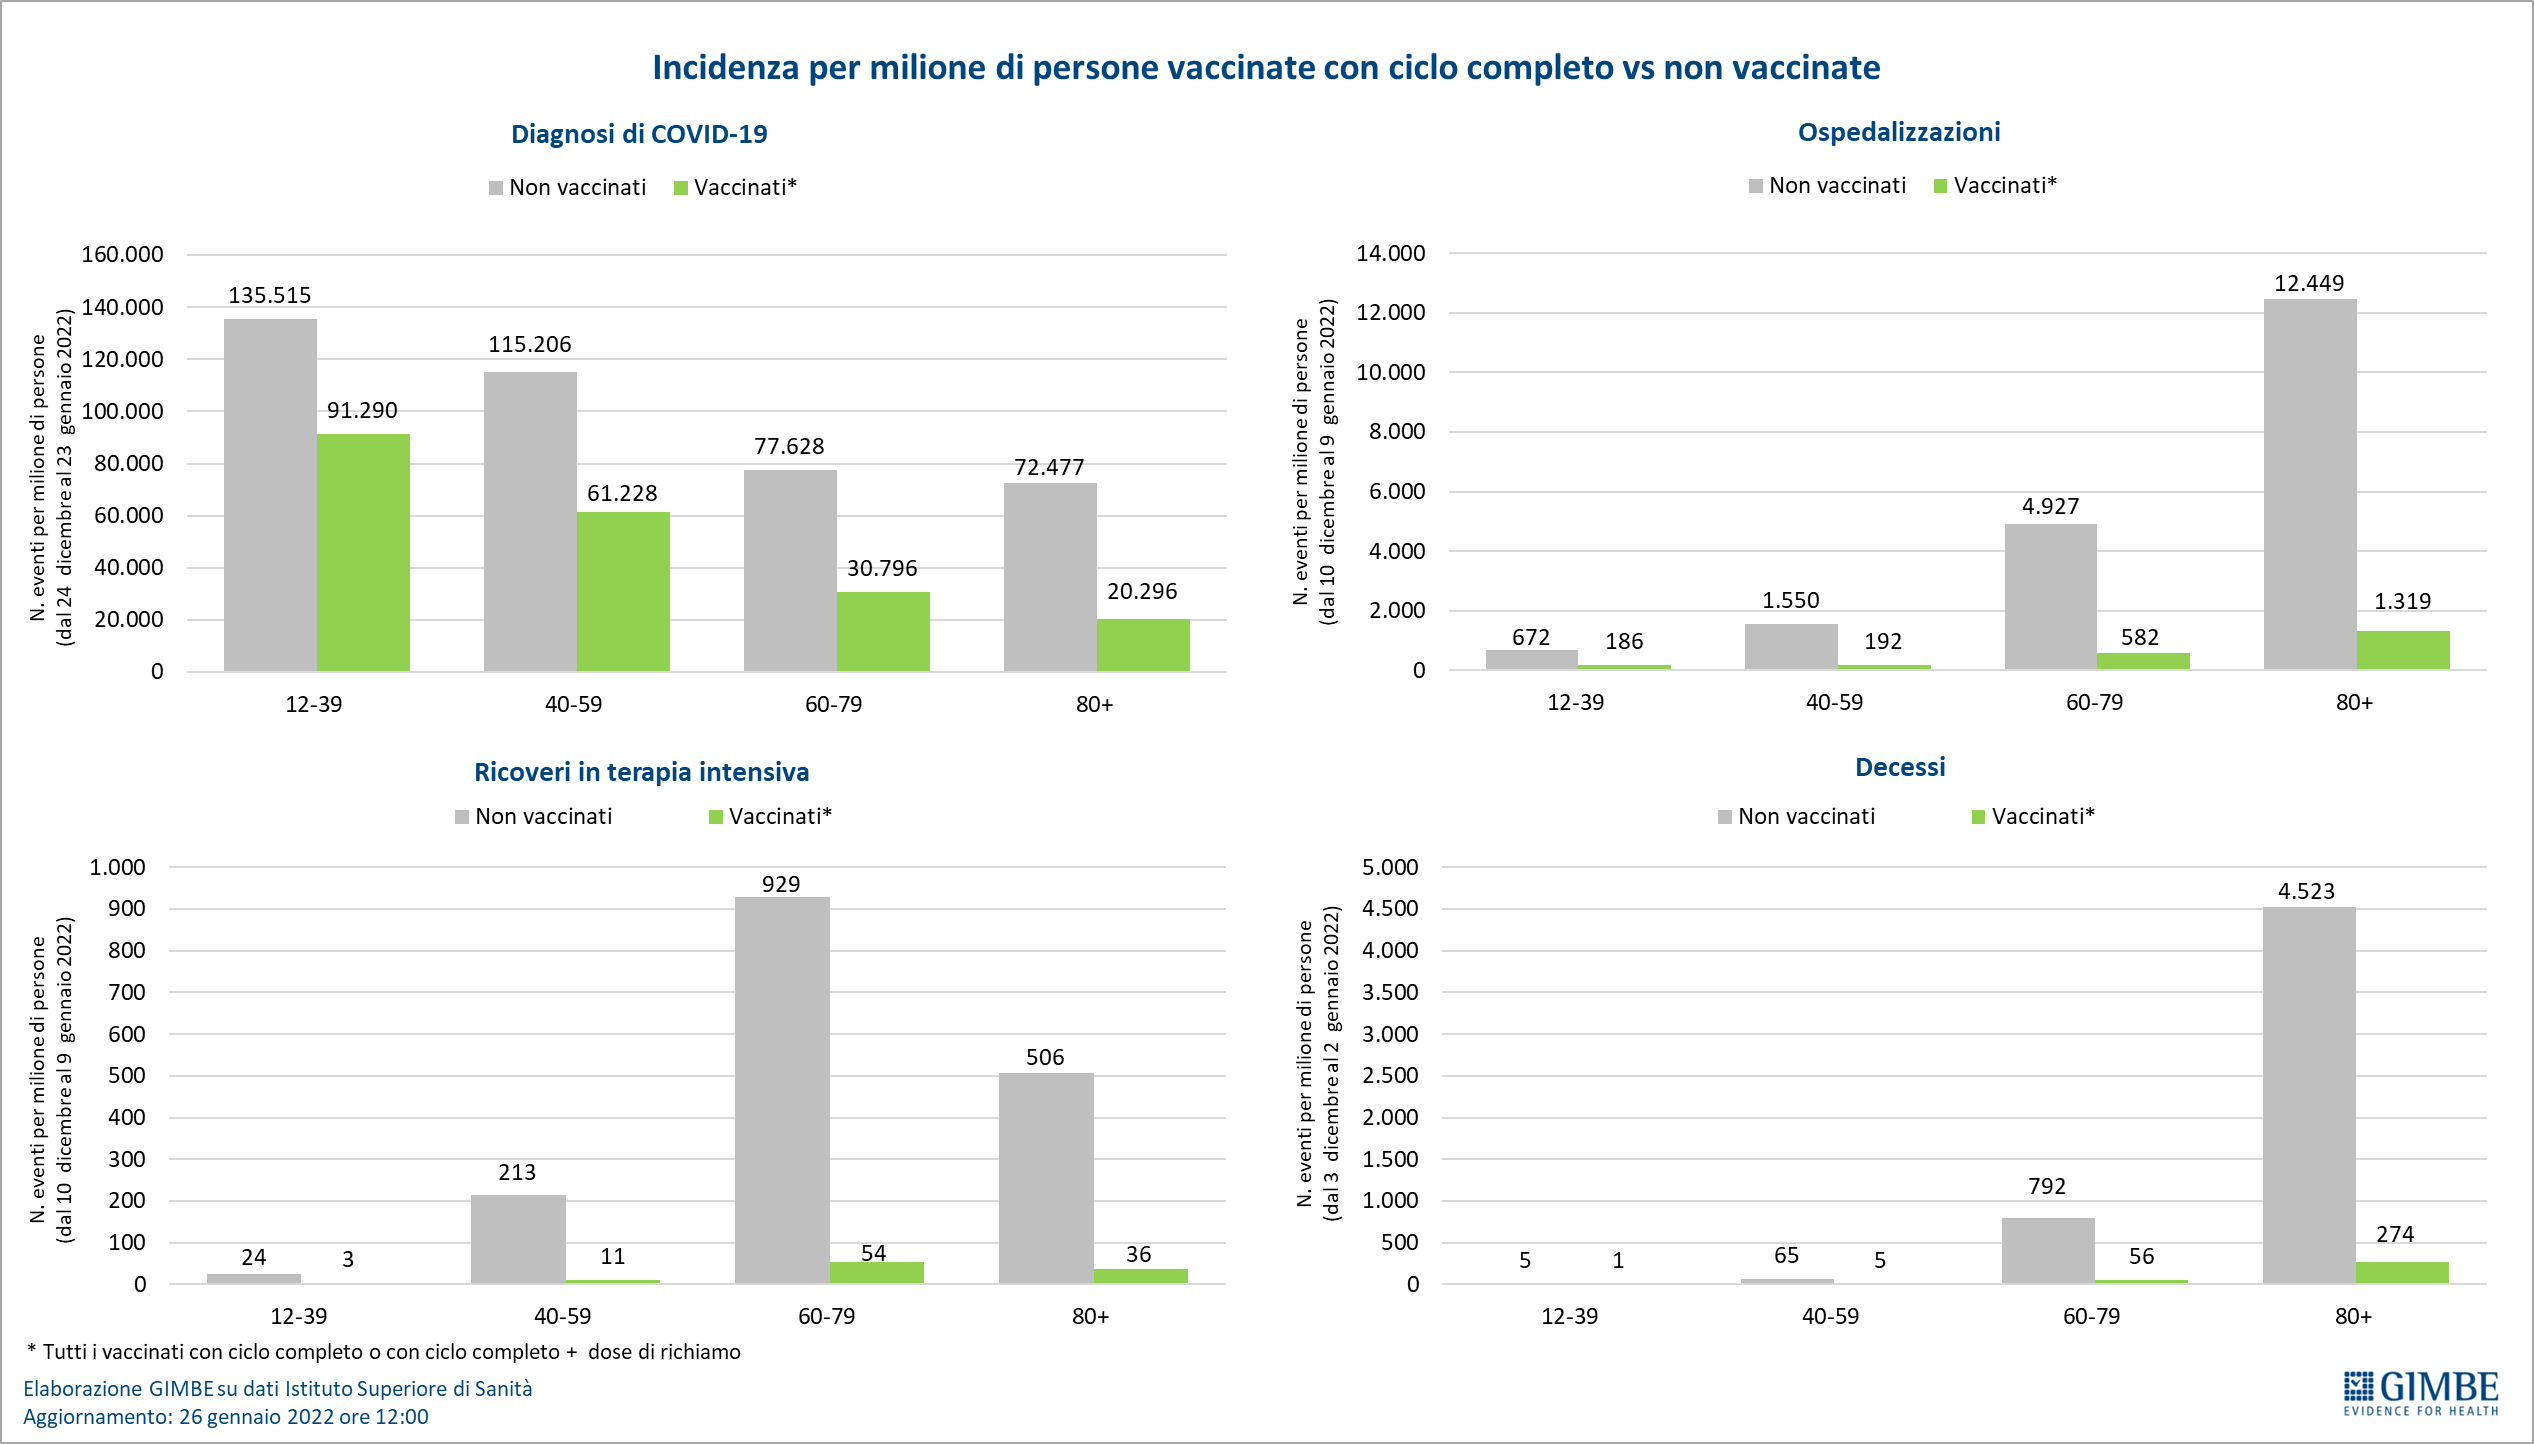 Incidenza per milione di persone vaccinate con ciclo completo vs non vaccinate
Diagnosi di COVID-19
Non vaccinati Vaccinati*
N. eventi per milione di persone
(dal 24 dicembre al 23 gennaio 2022)
160.000
140.000
120.000
100.000
80.000
60.000
40.000
20.000
0
135.515
91.290
115.206
61.228
77.628
30.796
72.477
20.296
12-39 40-59 60-79 80+
Ospedalizzazioni
Non vaccinati Vaccinati*
N. eventi per milione di persone
(dal 10 dicembre al 9 gennaio 2022)
14.000
12.000
10.000
8.000
6.000
4.000
2.000
0
672
186
1.550
192
4.927
582
12.449
1.319
12-39 40-59 60-79 80+
Ricoveri in terapia intensiva
Non vaccinati Vaccinati*
N. eventi per milione di persone
(dal 10 dicembre al 9 gennaio 2022)
1.000
900
800
700
600
500
400
300
200
100
0
24
3
213
11
929
54
506
36
12-39 40-59 60-79 80+
Decessi
Non vaccinati Vaccinati*
N. eventi per milione di persone
(dal 3 dicembre al 2 gennaio 2022)
5.000
4.500
4.000
3.500
3.000
2.500
2.000
1.500
1.000
500
0
5
1
65
5
792
56
4.523
274
12-39 40-59 60-79 80+
* Tutti i vaccinati con ciclo completo o con ciclo completo + dose di richiamo
Elaborazione GIMBE su dati Istituto Superiore di Sanità
Aggiornamento: 26 gennaio 2022 ore 12:00
GIMBE
EVIDENCE FOR HEALTH